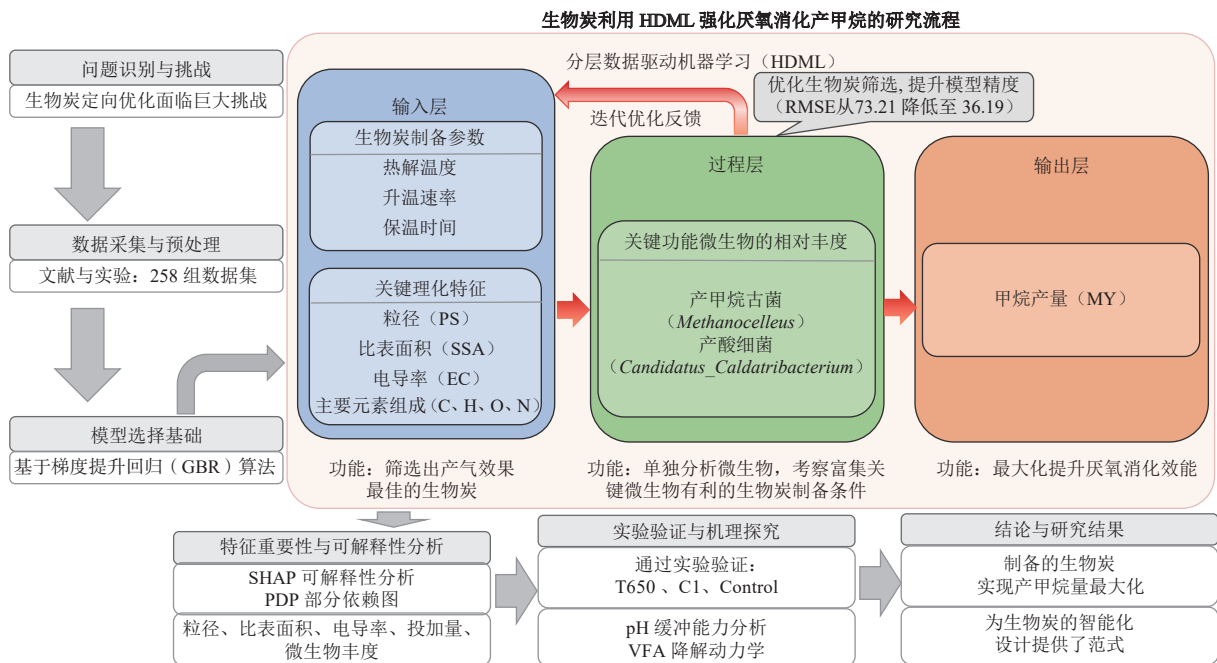 生物炭利用 HDML 强化厌氧消化产甲烷的研究流程
问题识别与挑战
生物炭定向优化面临巨大挑战
数据采集与预处理
文献与实验：258 组数据集
模型选择基础
基于梯度提升回归（GBR）算法
分层数据驱动机器学习（HDML）
迭代优化反馈
优化生物炭筛选, 提升模型精度
（RMSE从73.21 降低至 36.19）
输入层
生物炭制备参数
热解温度
升温速率
保温时间
关键理化特征
粒径（PS）
比表面积（SSA）
电导率（EC）
主要元素组成（C、H、O、N）
功能：筛选出产气效果
最佳的生物炭
过程层
关键功能微生物的相对丰度
产甲烷古菌
（Methanocelleus）
产酸细菌
（Candidatus_Caldatribacterium）
功能：单独分析微生物，考察富集关
键微生物有利的生物炭制备条件
输出层
甲烷产量（MY）
功能：最大化提升厌氧消化效能
特征重要性与可解释性分析
SHAP 可解释性分析
PDP 部分依赖图
粒径、比表面积、电导率、投加量、
微生物丰度
实验验证与机理探究
通过实验验证：
T650 、C1、Control
pH 缓冲能力分析
VFA 降解动力学
结论与研究结果
制备的生物炭
实现产甲烷量最大化
为生物炭的智能化
设计提供了范式